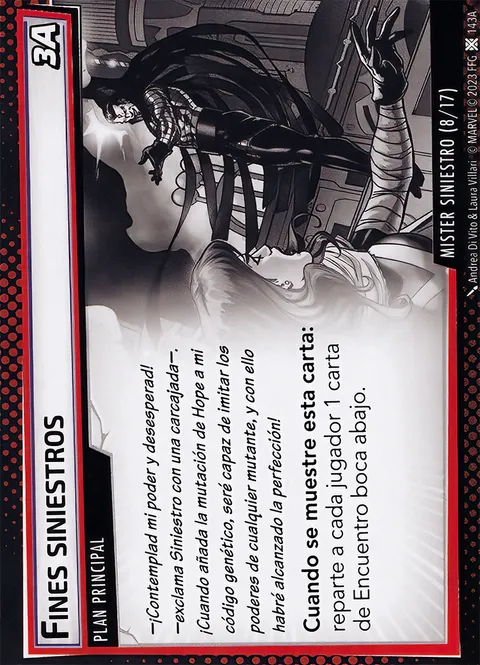 FINES SINIESTROS
3A
PLAN PRINCIPAL
—¡Contemplad mi poder y desesperad!
—exclama Siniestro con una carcajada—.
¡Cuando añada la mutación de Hope a mi
código genético, seré capaz de imitar los
poderes de cualquier mutante, y con ello
habré alcanzado la perfección!
Cuando se muestre esta carta:
reparte a cada jugador 1 carta
de Encuentro boca abajo.
MISTER SINIESTRO (8/17)
Andrea Di Vito & Laura Villari © MARVEL © 2023 FFG 143A